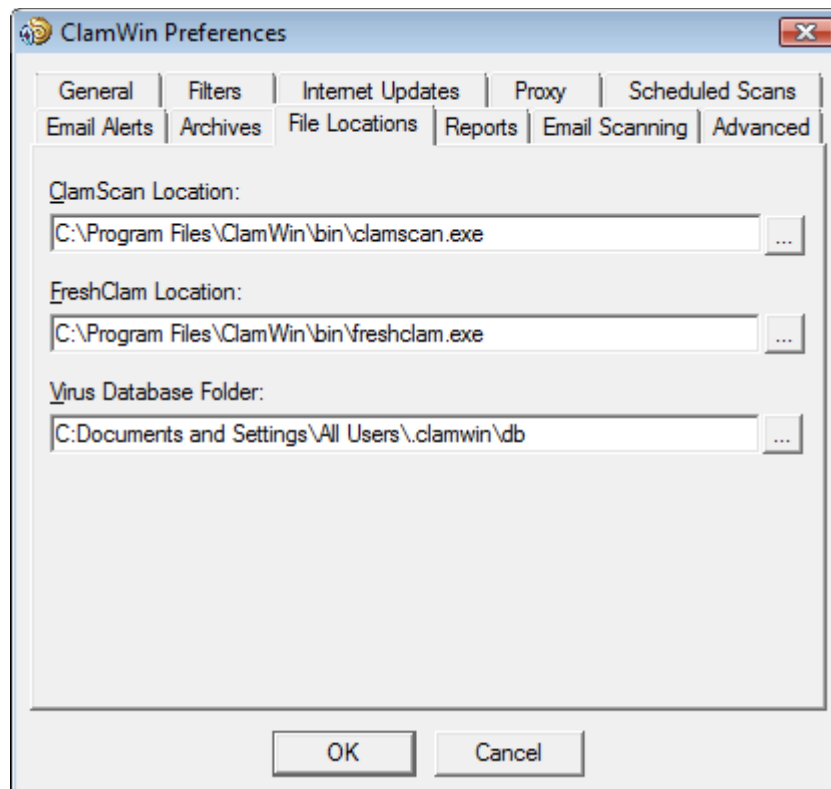 ClamWin Preferences
General Filters Internet Updates Proxy Scheduled Scans
Email Alerts Archives File Locations Reports Email Scanning Advanced
ClamScan Location:
C:\Program Files\ClamWin\bin\clamscan.exe ...
FreshClam Location:
C:\Program Files\ClamWin\bin\freshclam.exe ...
Virus Database Folder:
C:Documents and Settings\All Users\.clamwin\db ...
OK Cancel